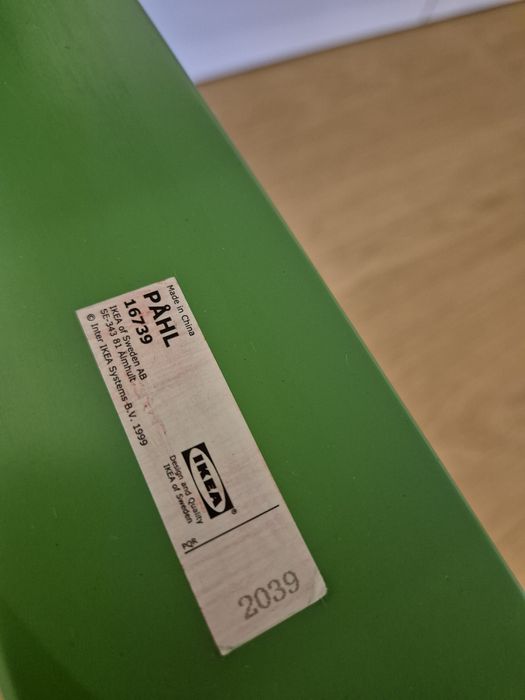 Made in China
PÅHL
16739
IKEA of Sweden AB
SE-343 81 Älmhult
© Inter IKEA Systems B.V. 1999
IKEA®
Design and Quality
IKEA of Sweden
2039